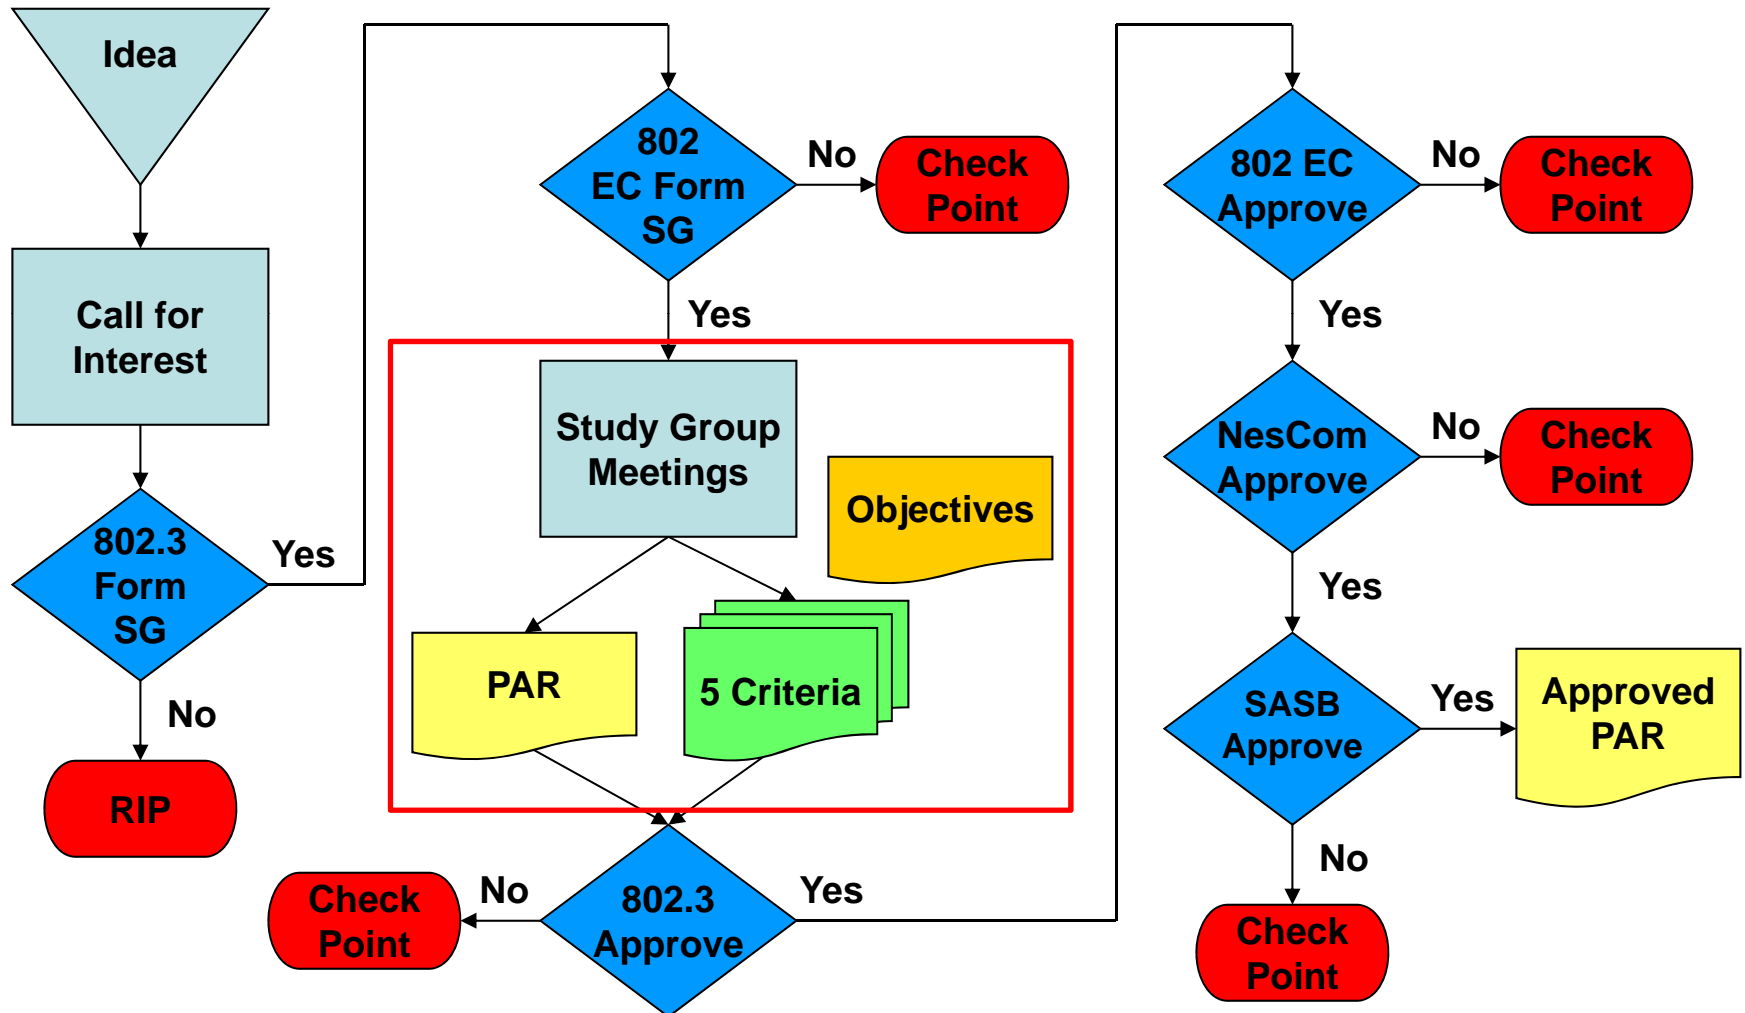 Idea
Call for
Interest
802.3
Form
SG
Yes
No
RIP
802
EC Form
SG
No
Check
Point
Yes
Study Group
Meetings
Objectives
PAR
5 Criteria
802.3
Approve
No
Check
Point
Yes
802 EC
Approve
No
Check
Point
Yes
NesCom
Approve
No
Check
Point
Yes
SASB
Approve
Yes
Approved
PAR
No
Check
Point